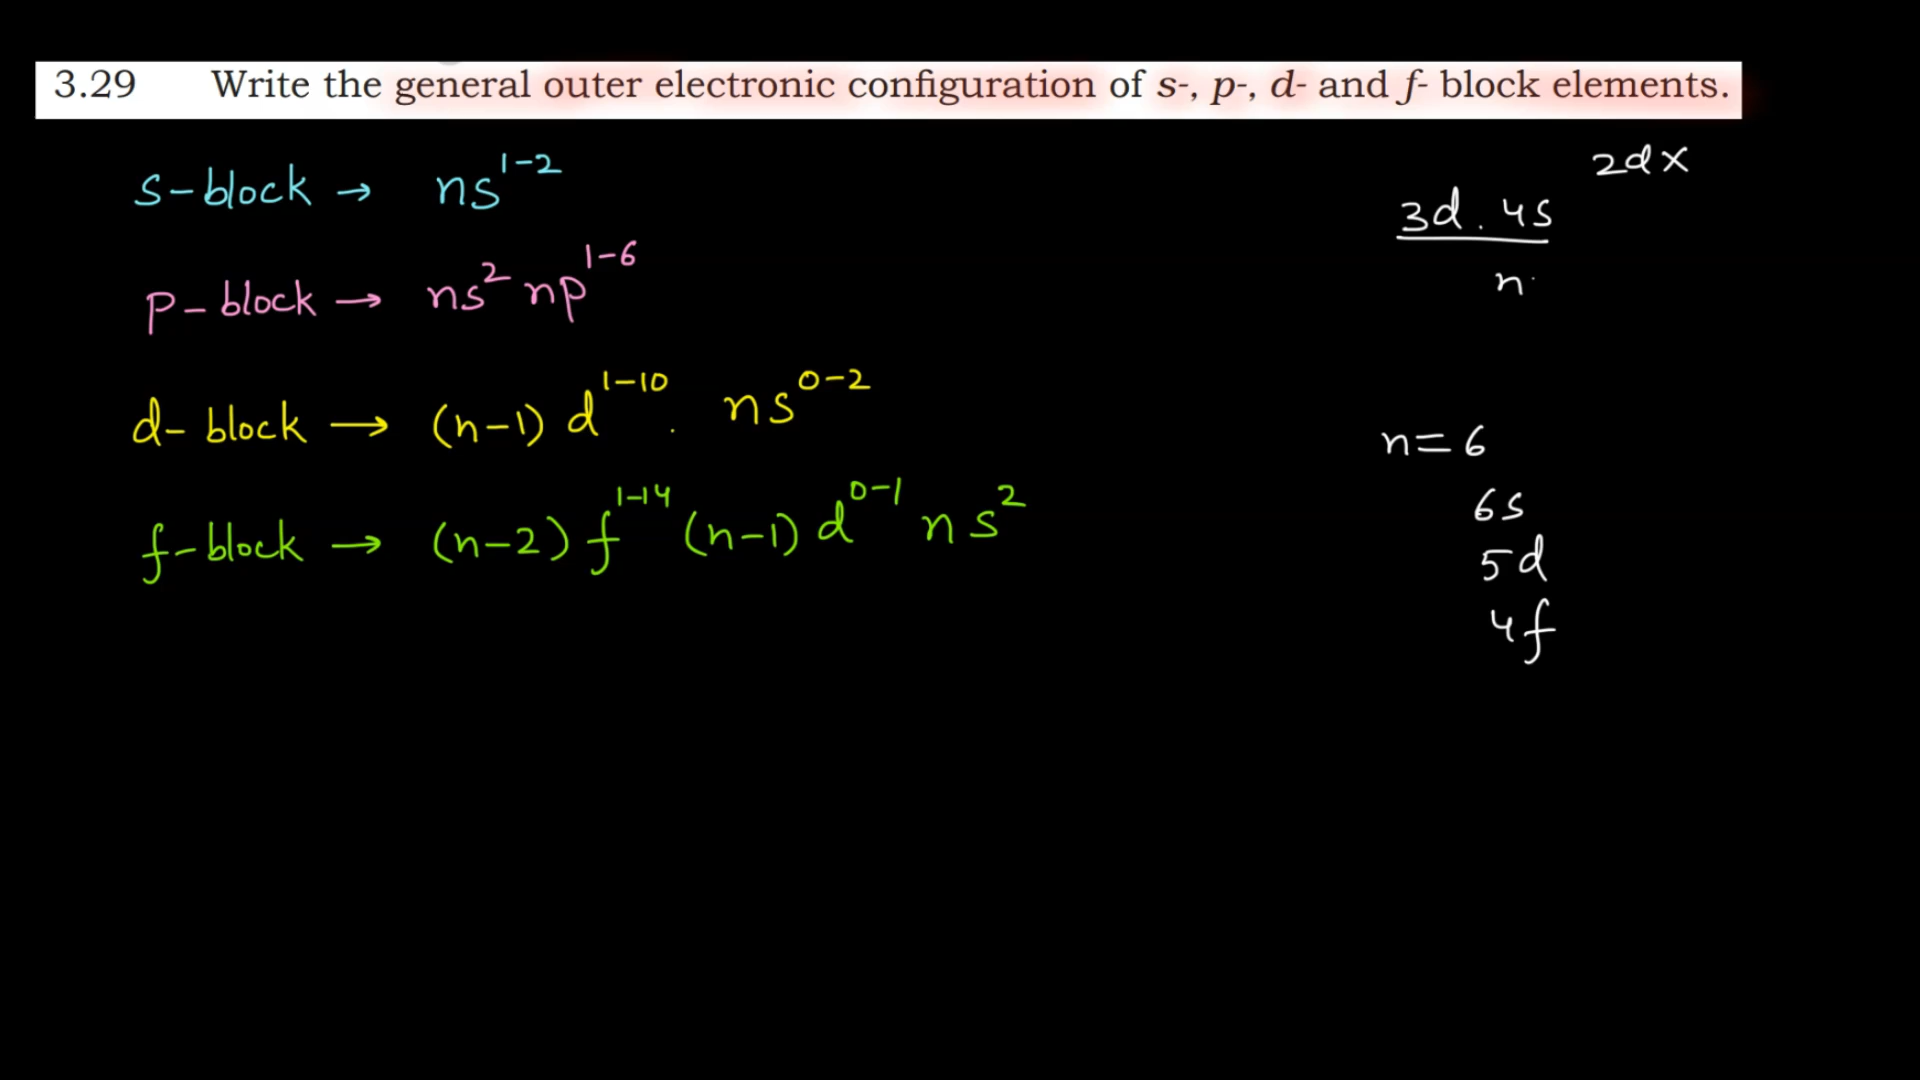 3.29 Write the general outer electronic configuration of s-, p-, d- and f- block elements.
s-block → ns¹⁻²
p-block → ns² np¹⁻⁶
d-block → (n-1) d¹⁻¹⁰. ns⁰⁻²
f-block → (n-2) f¹⁻¹⁴ (n-1) d⁰⁻¹ ns²
2d x
3d. 4s
n
n=6
6s
5d
4f